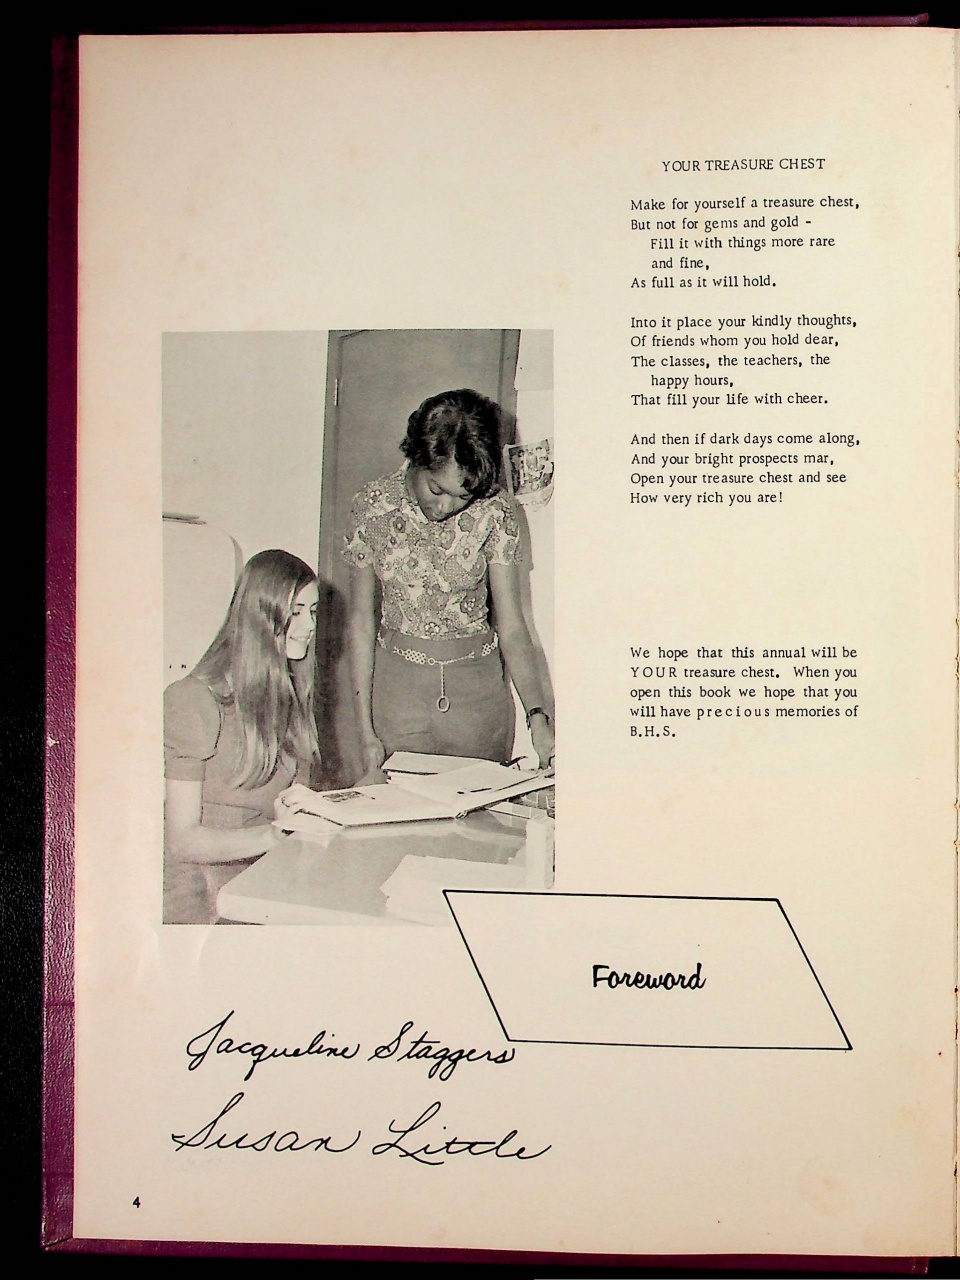 YOUR TREASURE CHEST
Make for yourself a treasure chest,
But not for gems and gold -
Fill it with things more rare
and fine,
As full as it will hold.
Into it place your kindly thoughts,
Of friends whom you hold dear,
The classes, the teachers, the
happy hours,
That fill your life with cheer.
And then if dark days come along,
And your bright prospects mar,
Open your treasure chest and see
How very rich you are!
We hope that this annual will be
YOUR treasure chest. When you
open this book we hope that you
will have precious memories of
B.H.S.
Foreword
Jacqueline Staggers
Susan Little
4